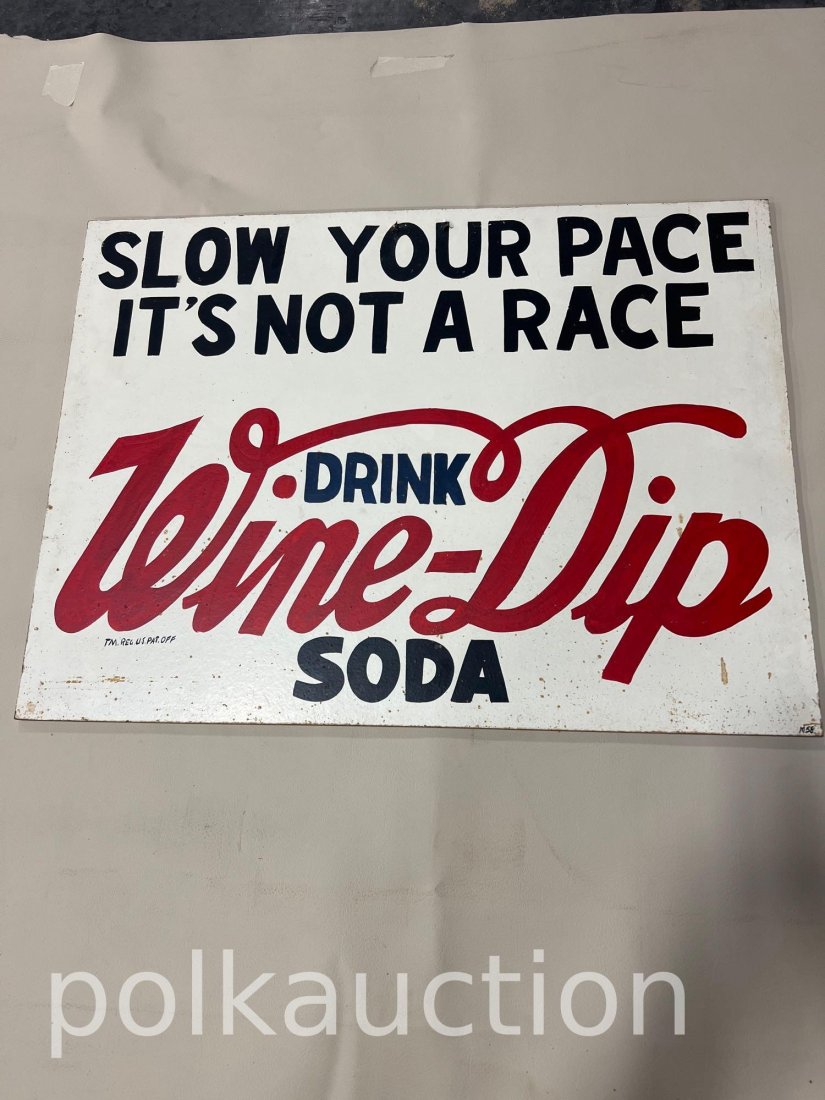 SLOW YOUR PACE
IT'S NOT A RACE
DRINK
Wine-Dip
T.M. REG. U.S. PAT. OFF
SODA
polkauction